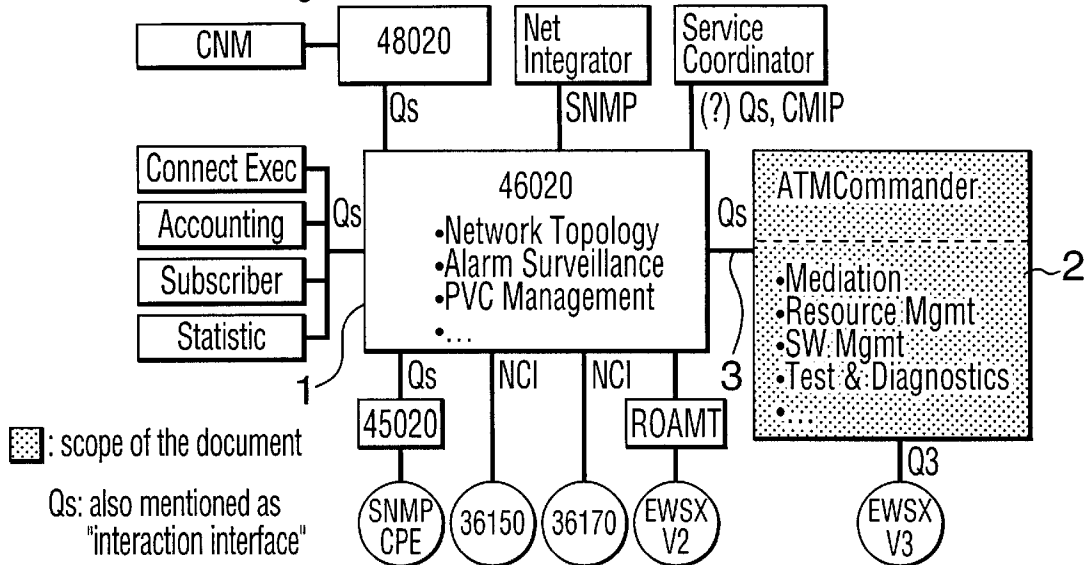 CNM
48020
Net
Integrator
Service
Coordinator
Qs
SNMP
(?) Qs, CMIP
Connect Exec
Accounting
Subscriber
Statistic
Qs
46020
•Network Topology
•Alarm Surveillance
•PVC Management
•...
Qs
ATMCommander
•Mediation
•Resource Mgmt
•SW Mgmt
•Test & Diagnostics
•...
2
1
3
Qs
NCI
NCI
45020
ROAMT
Q3
: scope of the document
Qs: also mentioned as
"interaction interface"
SNMP
CPE
36150
36170
EWSX
V2
EWSX
V3